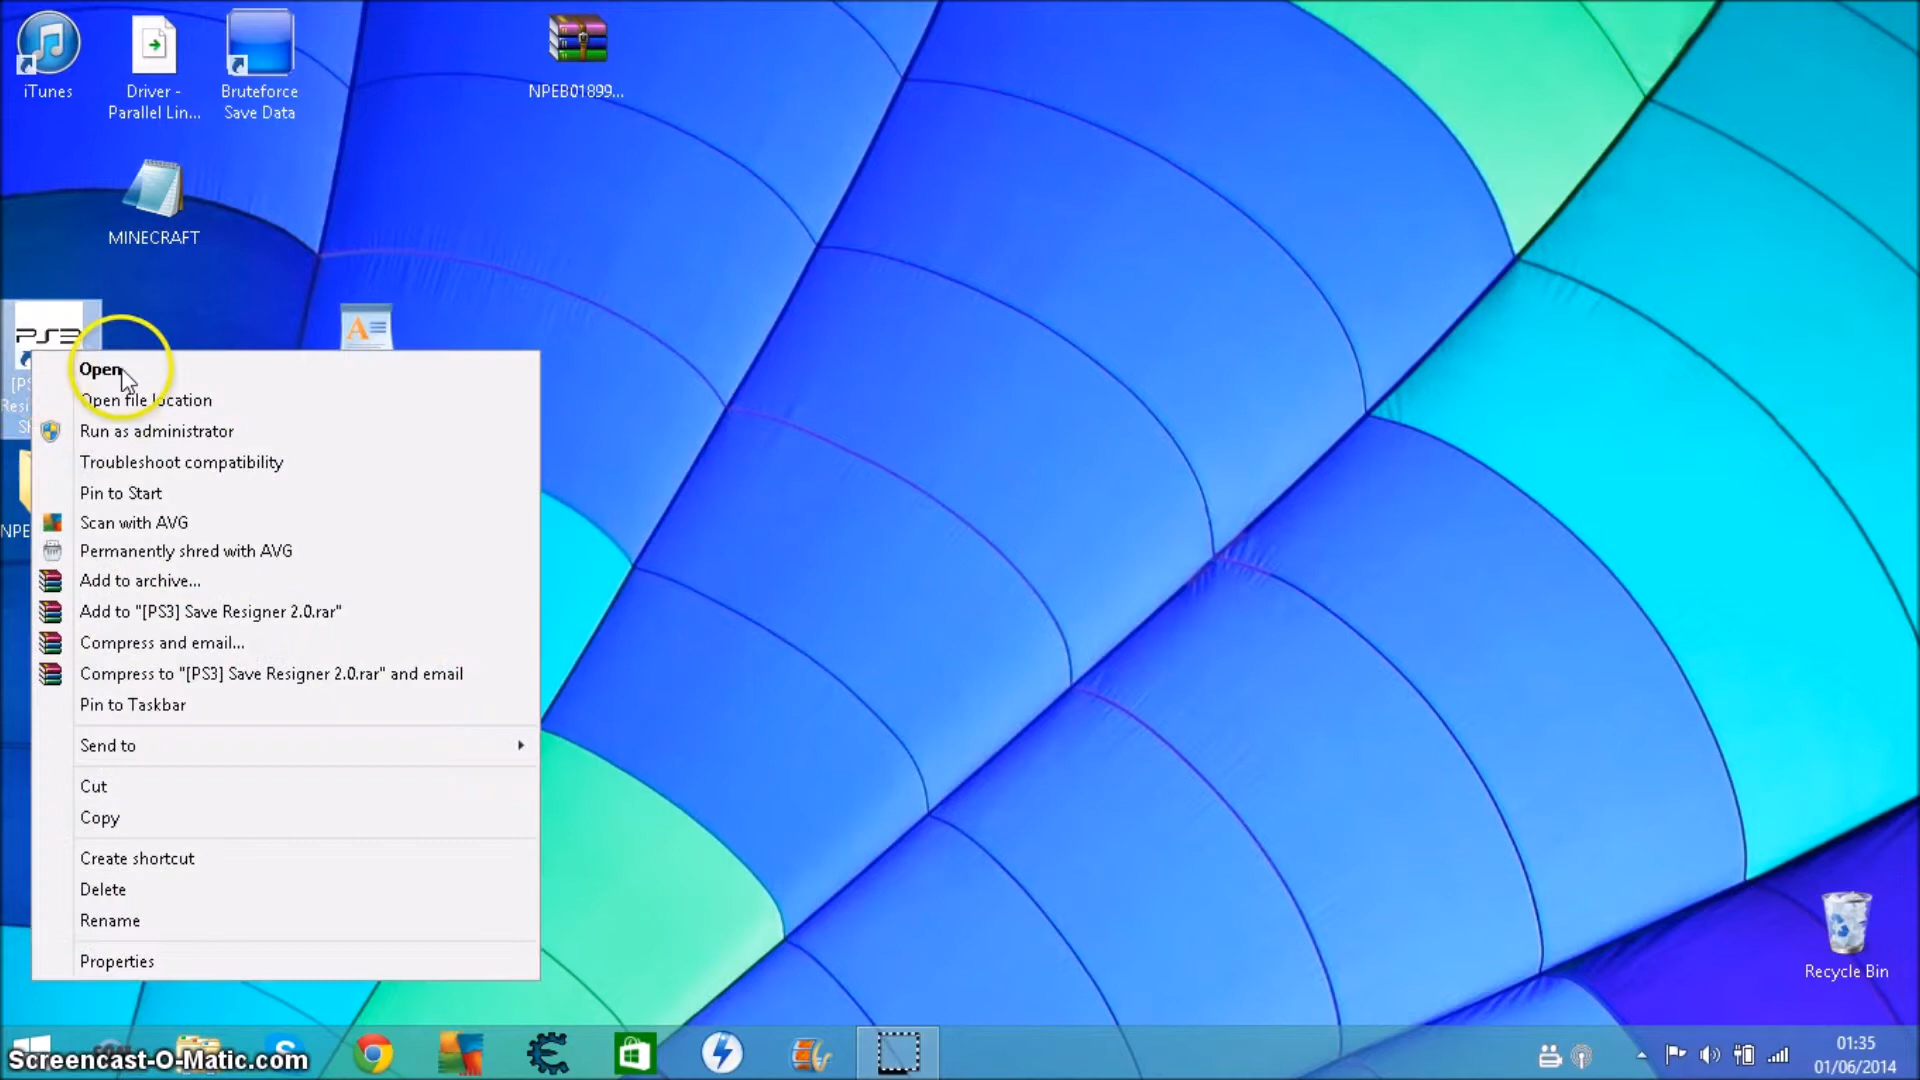 iTunes
Driver -
Parallel Lin...
Bruteforce
Save Data
NPEB01899...
MINECRAFT
PS3
Open
Open file location
Run as administrator
Troubleshoot compatibility
Pin to Start
Scan with AVG
Permanently shred with AVG
Add to archive...
Add to "[PS3] Save Resigner 2.0.rar"
Compress and email...
Compress to "[PS3] Save Resigner 2.0.rar" and email
Pin to Taskbar
Send to
Cut
Copy
Create shortcut
Delete
Rename
Properties
Recycle Bin
Screencast-O-Matic.com
01:35
01/06/2014